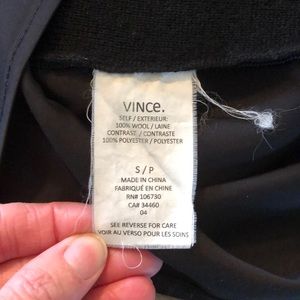 VINCE.
SELF / EXTERIEUR:
100% WOOL / LAINE
CONTRAST / CONTRASTE
100% POLYESTER / POLYESTER
S / P
MADE IN CHINA
FABRIQUÉ EN CHINE
RN# 106730
CA# 34460
04
SEE REVERSE FOR CARE
VOIR AU VERSO POUR LES SOINS